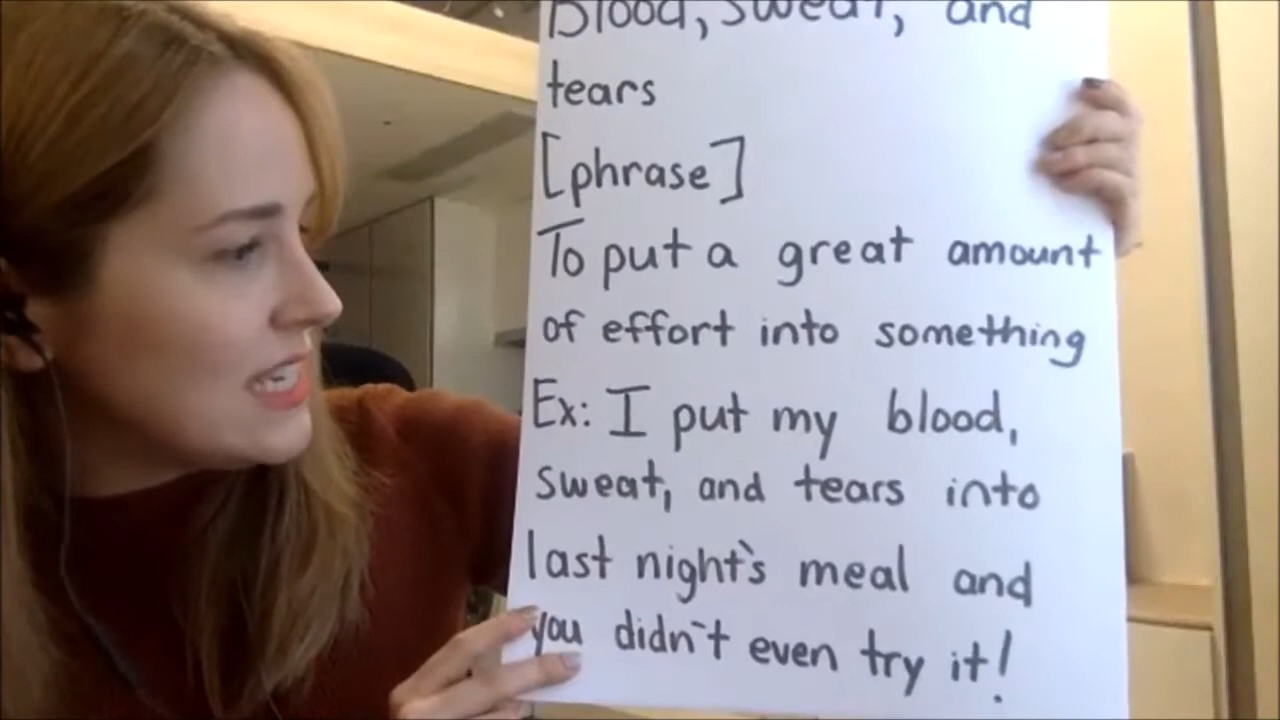 Blood, sweat, and
tears
[phrase]
To put a great amount
of effort into something
Ex: I put my blood,
sweat, and tears into
last night's meal and
you didn't even try it!